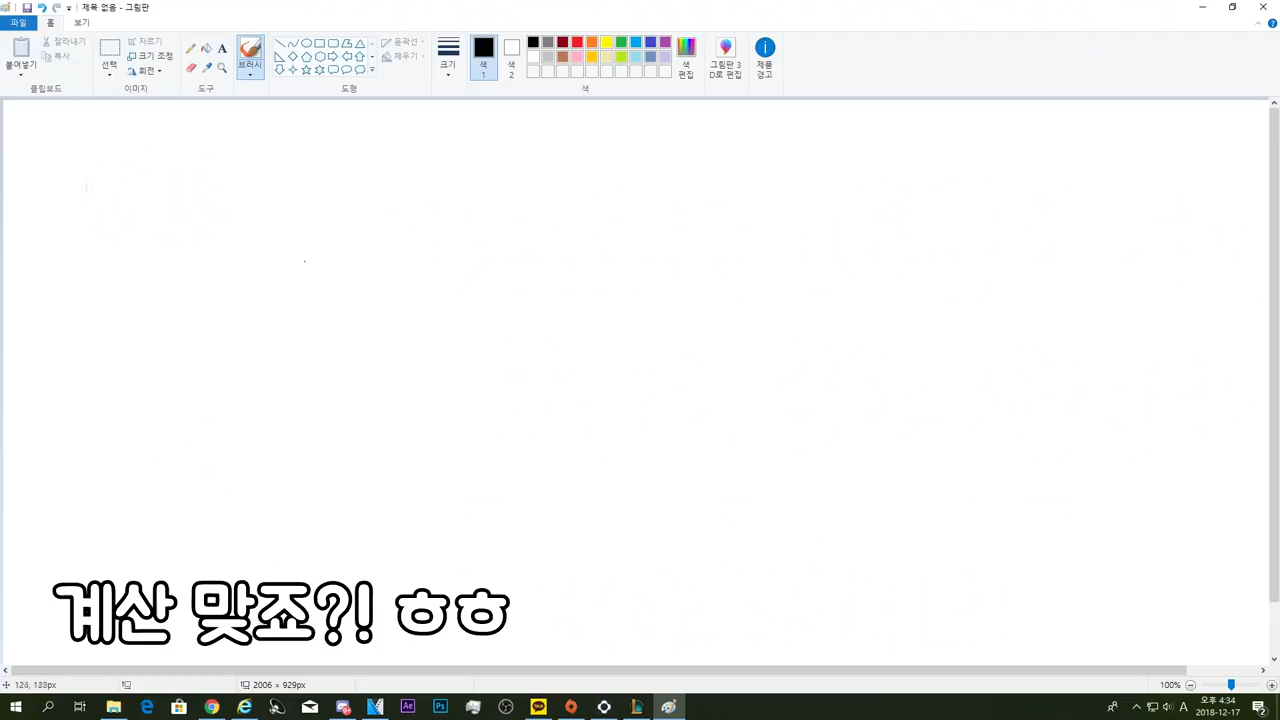 제목 없음 - 그림판
파일 홈 보기
붙여넣기 잘라내기 복사 클립보드
선택 자르기 크기 조정 회전 이미지
A 도구
브러시
윤곽선 채우기 도형
크기
색 1
색 2
색 편집
색
그림판 3D로 편집
제품 경고
계산 맞죠?! ㅎㅎ
2006 × 929px
100%
Ae Ps TALK
A 오후 4:34
2018-12-17 2